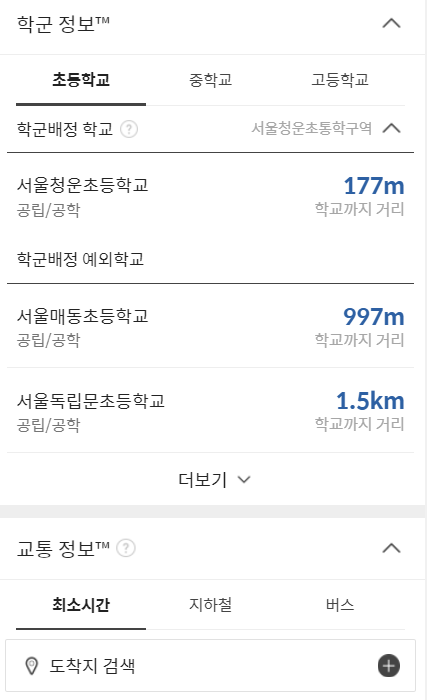 학군 정보™
초등학교 중학교 고등학교
학군배정 학교 ? 서울청운초통학구역
서울청운초등학교 177m
공립/공학 학교까지 거리
학군배정 예외학교
서울매동초등학교 997m
공립/공학 학교까지 거리
서울독립문초등학교 1.5km
공립/공학 학교까지 거리
더보기
교통 정보™ ?
최소시간 지하철 버스
도착지 검색